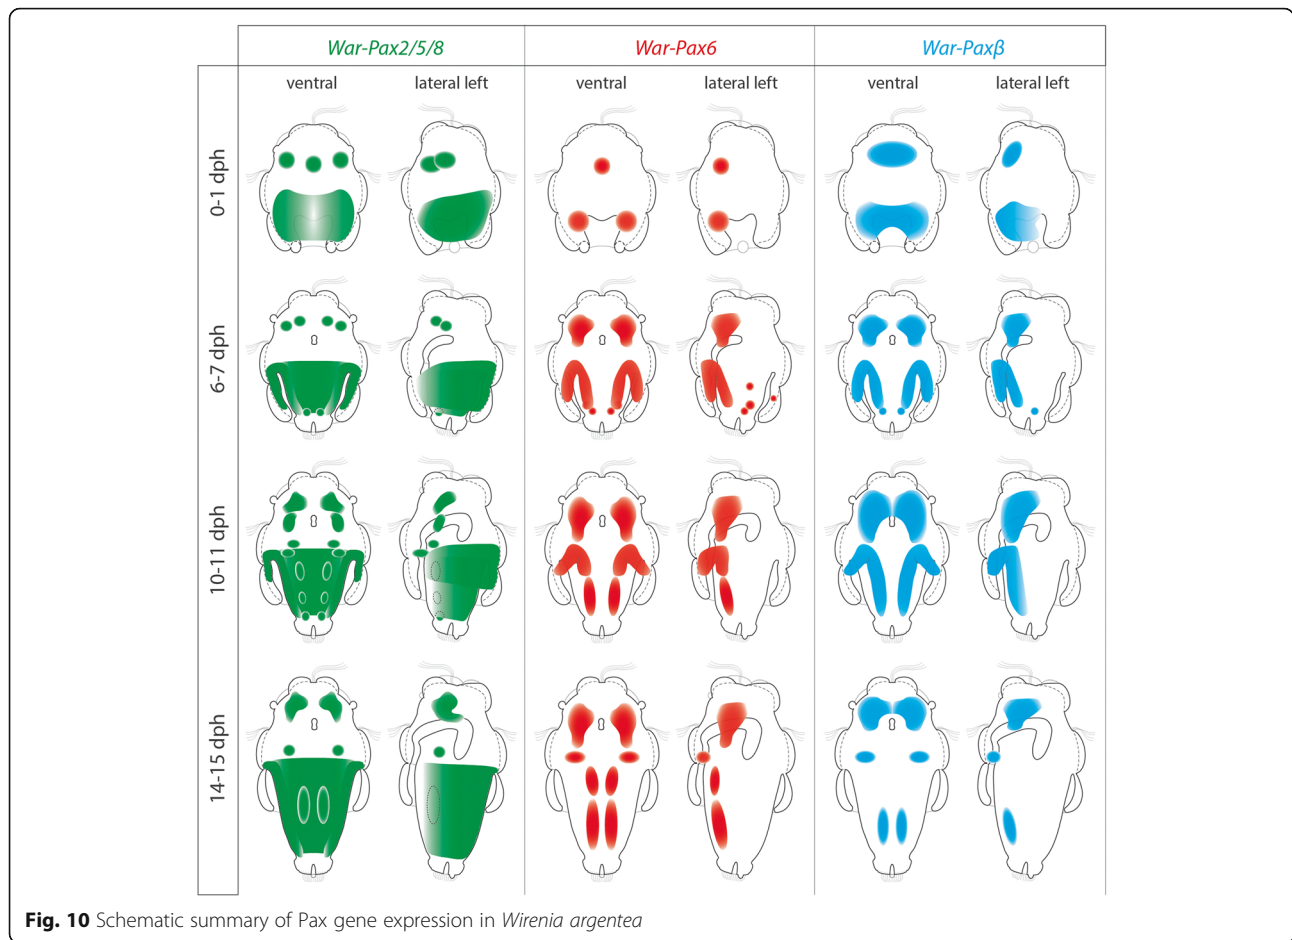 War-Pax2/5/8 War-Pax6 War-Paxβ
ventral lateral left ventral lateral left ventral lateral left
0-1 dph
6-7 dph
10-11 dph
14-15 dph
Fig. 10 Schematic summary of Pax gene expression in Wirenia argentea